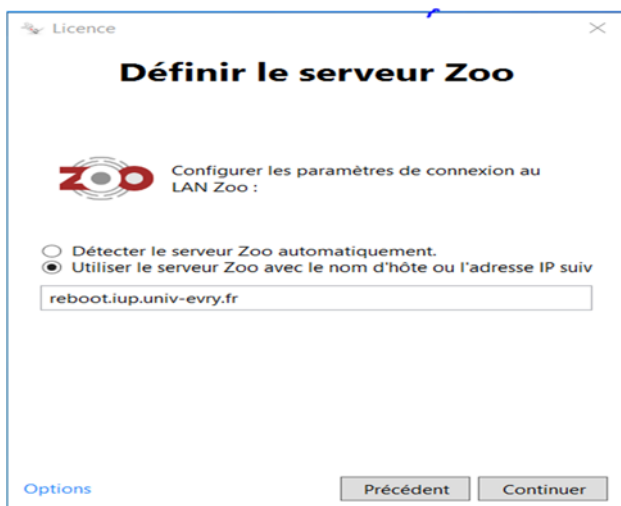 Licence
Définir le serveur Zoo
ZOO
Configurer les paramètres de connexion au
LAN Zoo :
Détecter le serveur Zoo automatiquement.
Utiliser le serveur Zoo avec le nom d'hôte ou l'adresse IP suiv
reboot.iup.univ-evry.fr
Options
Précédent
Continuer